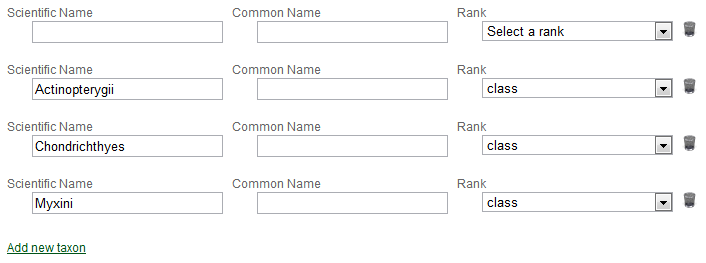 Scientific Name Common Name Rank
Select a rank
Scientific Name Common Name Rank
Actinopterygii class
Scientific Name Common Name Rank
Chondrichthyes class
Scientific Name Common Name Rank
Myxini class
Add new taxon